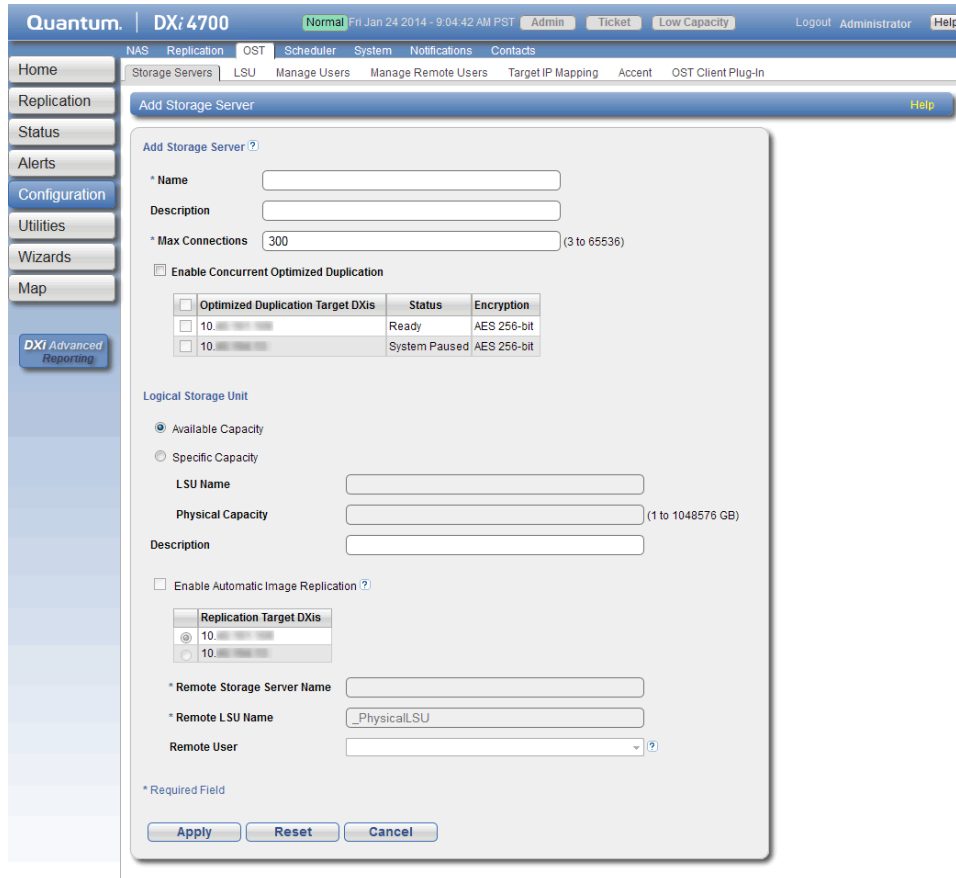 Quantum. DXi 4700 Normal Fri Jan 24 2014 - 9:04:42 AM PST Admin Ticket Low Capacity Logout Administrator Help
NAS Replication OST Scheduler System Notifications Contacts
Storage Servers LSU Manage Users Manage Remote Users Target IP Mapping Accent OST Client Plug-In
Home
Replication
Status
Alerts
Configuration
Utilities
Wizards
Map
DXi Advanced
Reporting
Add Storage Server Help
Add Storage Server ?
* Name
Description
* Max Connections 300 (3 to 65536)
Enable Concurrent Optimized Duplication
Optimized Duplication Target DXis Status Encryption
10. Ready AES 256-bit
10. System Paused AES 256-bit
Logical Storage Unit
Available Capacity
Specific Capacity
LSU Name
Physical Capacity (1 to 1048576 GB)
Description
Enable Automatic Image Replication ?
Replication Target DXis
10.
10.
* Remote Storage Server Name
* Remote LSU Name _PhysicalLSU
Remote User ?
* Required Field
Apply Reset Cancel